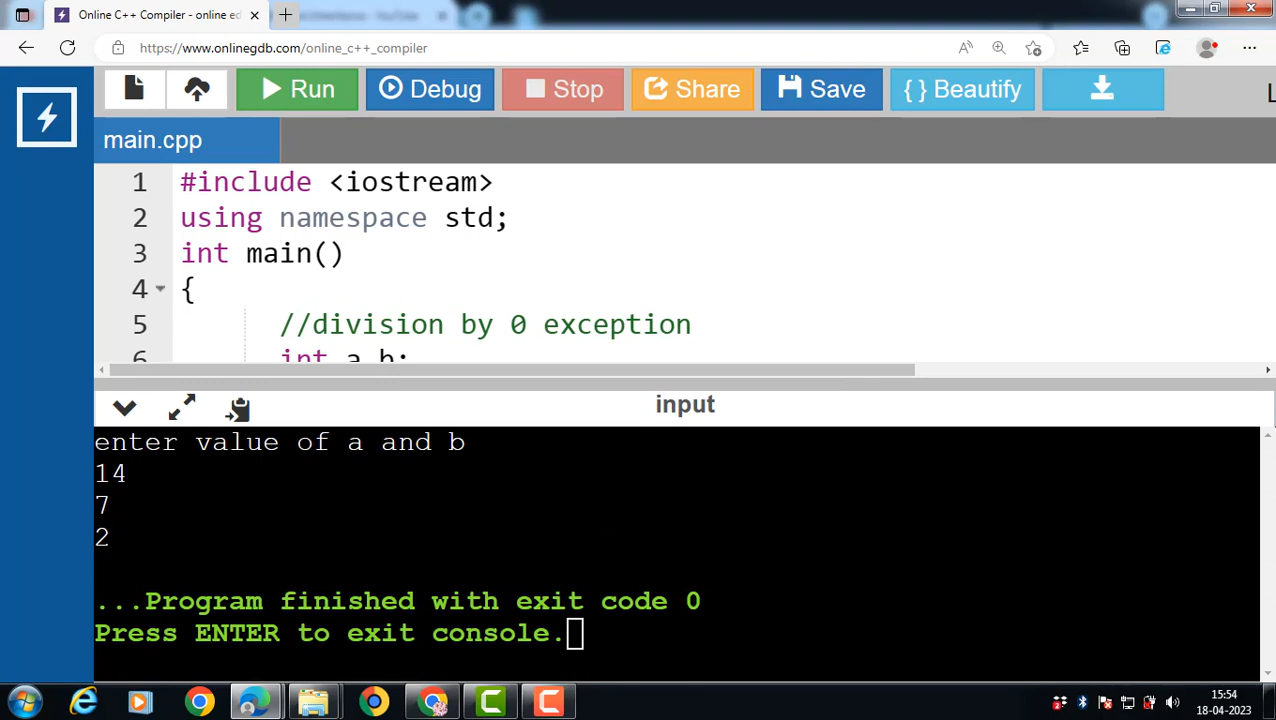 Online C++ Compiler - online ed
https://www.onlinegdb.com/online_c++_compiler
Run Debug Stop Share Save { } Beautify L
main.cpp
1 #include <iostream>
2 using namespace std;
3 int main()
4 {
5 //division by 0 exception
6 int a,b;
input
enter value of a and b
14
7
2
...Program finished with exit code 0
Press ENTER to exit console.
15:54
18-04-2023